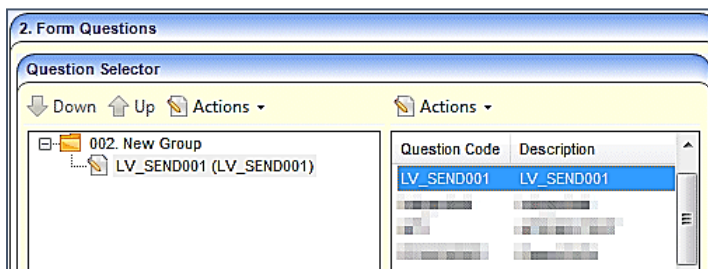 2. Form Questions
Question Selector
Down Up Actions
Actions
002. New Group
LV_SEND001 (LV_SEND001)
Question Code Description
LV_SEND001 LV_SEND001